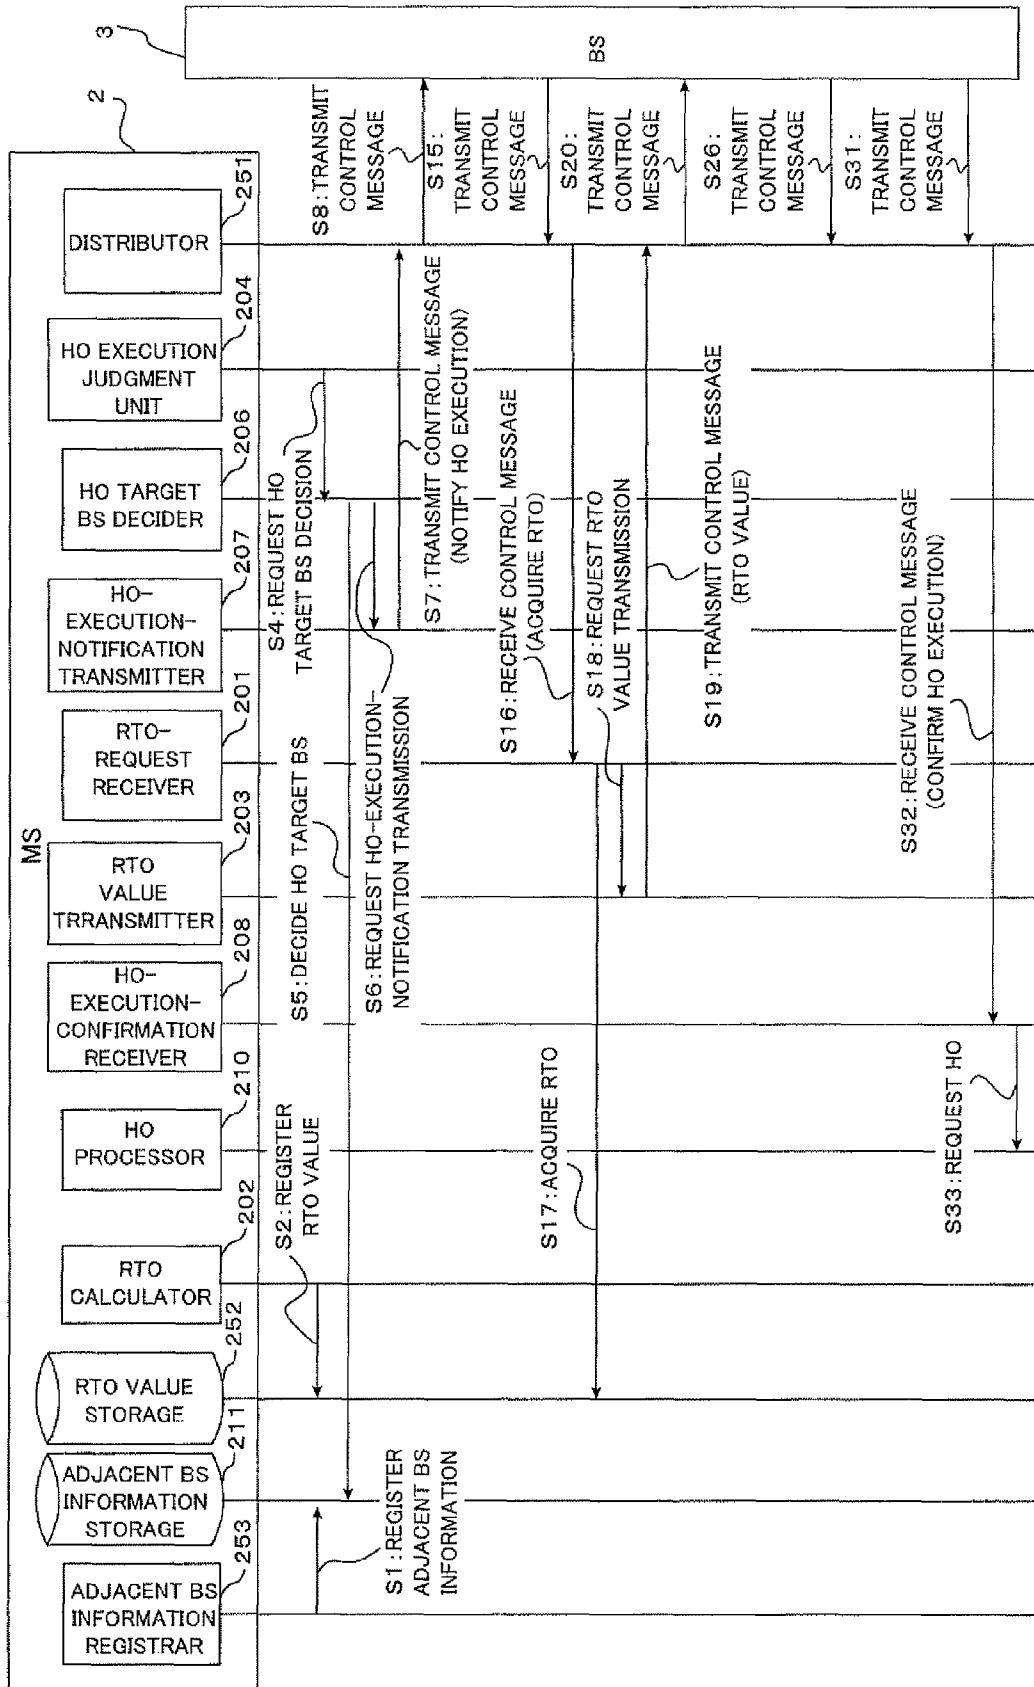 MS
2
3
BS
ADJACENT BS
INFORMATION
REGISTRAR
253
ADJACENT BS
INFORMATION
STORAGE
211
RTO VALUE
STORAGE
252
RTO
CALCULATOR
202
HO
PROCESSOR
210
HO-
EXECUTION-
CONFIRMATION
RECEIVER
208
RTO
VALUE
TRRANSMITTER
203
RTO-
REQUEST
RECEIVER
201
HO-
EXECUTION-
NOTIFICATION
TRANSMITTER
207
HO TARGET
BS DECIDER
206
HO EXECUTION
JUDGMENT
UNIT
204
DISTRIBUTOR
251
S1:REGISTER
ADJACENT BS
INFORMATION
S2:REGISTER
RTO VALUE
S4:REQUEST HO
TARGET BS DECISION
S5:DECIDE HO TARGET BS
S6:REQUEST HO-EXECUTION-
NOTIFICATION TRANSMISSION
S7:TRANSMIT CONTROL MESSAGE
(NOTIFY HO EXECUTION)
S8:TRANSMIT
CONTROL
MESSAGE
S15:
TRANSMIT
CONTROL
MESSAGE
S16:RECEIVE CONTROL MESSAGE
(ACQUIRE RTO)
S17:ACQUIRE RTO
S18:REQUEST RTO
VALUE TRANSMISSION
S19:TRANSMIT CONTROL MESSAGE
(RTO VALUE)
S20:
TRANSMIT
CONTROL
MESSAGE
S26:
TRANSMIT
CONTROL
MESSAGE
S31:
TRANSMIT
CONTROL
MESSAGE
S32:RECEIVE CONTROL MESSAGE
(CONFIRM HO EXECUTION)
S33:REQUEST HO